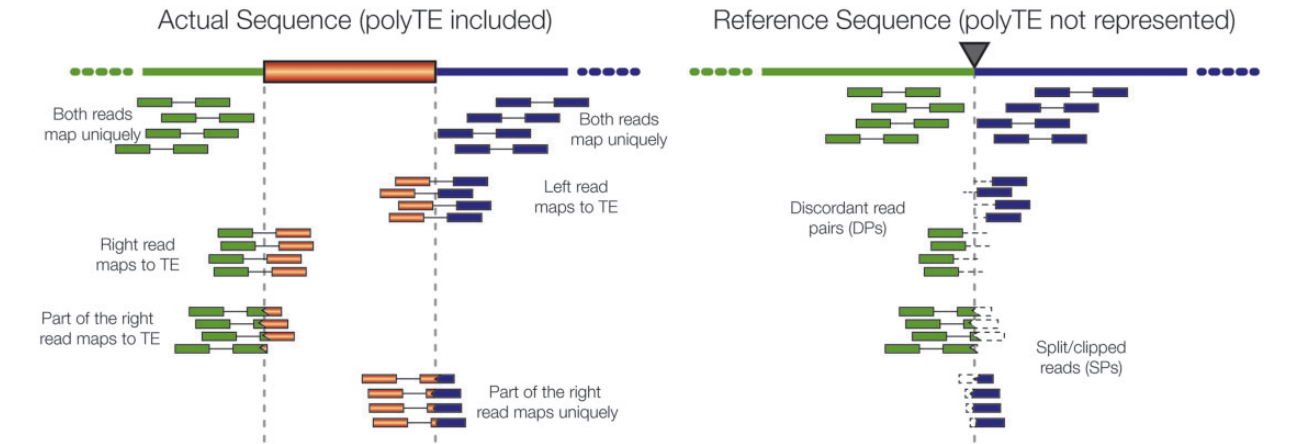 Actual Sequence (polyTE included)
Reference Sequence (polyTE not represented)
Both reads
map uniquely
Both reads
map uniquely
Left read
maps to TE
Discordant read
pairs (DPs)
Right read
maps to TE
Part of the right
read maps to TE
Split/clipped
reads (SPs)
Part of the right
read maps uniquely